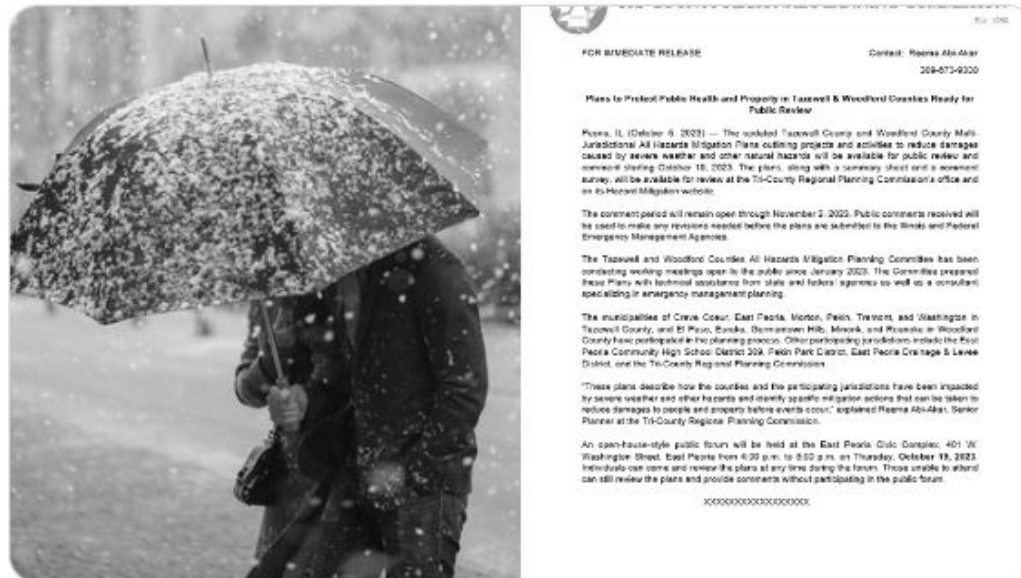 FOR IMMEDIATE RELEASE Contact: Reema Abi-Akar
309-673-9330
Plans to Protect Public Health and Property in Tazewell & Woodford Counties Ready for
Public Review
Peoria, IL (October 5, 2023) — The updated Tazewell County and Woodford County Multi-
Jurisdictional All Hazards Mitigation Plans outlining projects and activities to reduce damages
caused by severe weather and other natural hazards will be available for public review and
comment starting October 19, 2023. The plans, along with a summary sheet and a comment
survey, will be available for review at the Tri-County Regional Planning Commission's office and
on its Hazard Mitigation website.
The comment period will remain open through November 2, 2023. Public comments received will
be used to make any revisions needed before the plans are submitted to the Illinois and Federal
Emergency Management Agencies.
The Tazewell and Woodford Counties All Hazards Mitigation Planning Committee has been
conducting working meetings open to the public since January 2023. The Committee prepared
these Plans with technical assistance from state and federal agencies as well as a consultant
specializing in emergency management planning.
The municipalities of Creve Coeur, East Peoria, Morton, Pekin, Tremont, and Washington in
Tazewell County, and El Paso, Eureka, Germantown Hills, Minonk, and Roanoke in Woodford
County have participated in the planning process. Other participating jurisdictions include the East
Peoria Community High School District 309, Pekin Park District, East Peoria Drainage & Levee
District, and the Tri-County Regional Planning Commission.
"These plans describe how the counties and the participating jurisdictions have been impacted
by severe weather and other hazards and identify specific mitigation actions that can be taken to
reduce damages to people and property before events occur," explained Reema Abi-Akar, Senior
Planner at the Tri-County Regional Planning Commission.
An open-house-style public forum will be held at the East Peoria Civic Complex, 401 W.
Washington Street, East Peoria from 4:00 p.m. to 6:00 p.m. on Thursday, October 19, 2023.
Individuals can come and review the plans at any time during the forum. Those unable to attend
can still review the plans and provide comments without participating in the public forum.
XXXXXXXXXXXXXXXXX